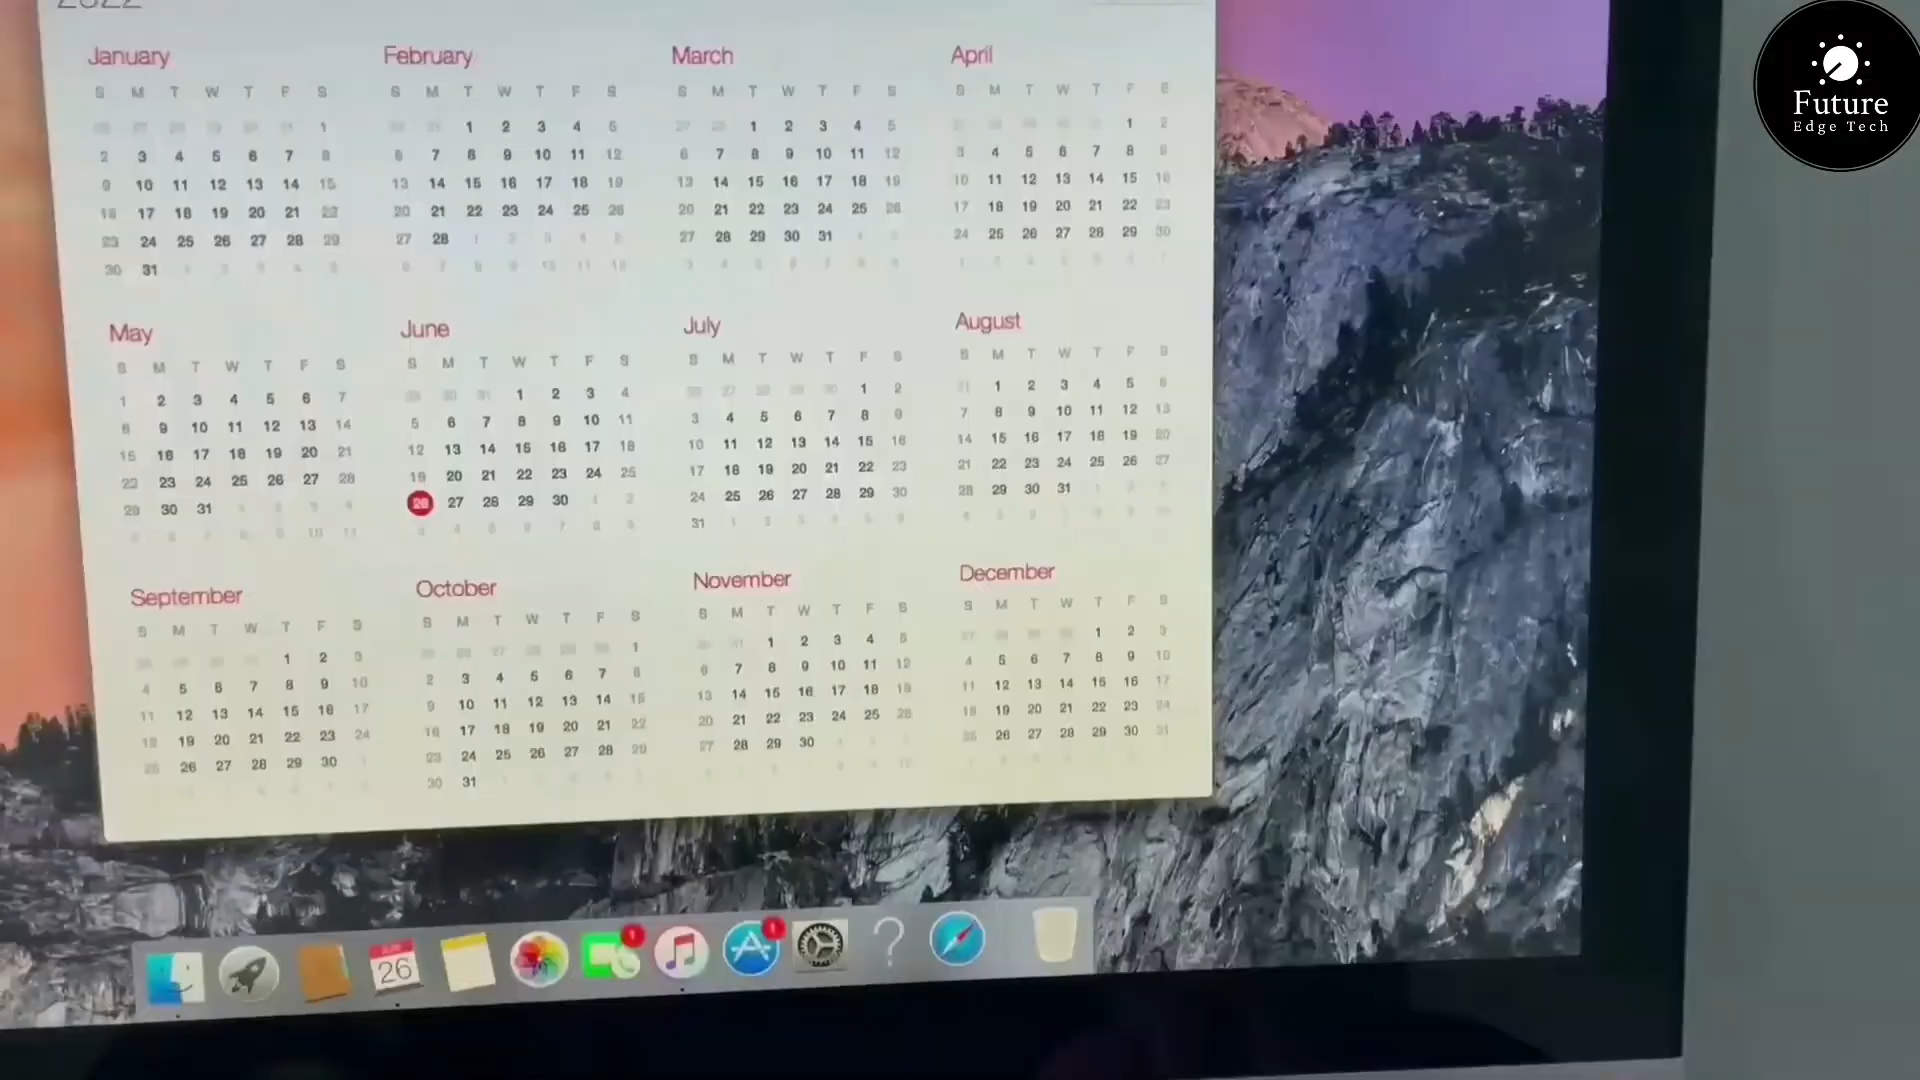 2022
Future
Edge Tech
January February March April
S M T W T F S S M T W T F S S M T W T F S S M T W T F S
1 1 2 3 4 5 1 2 3 4 5 1 2
2 3 4 5 6 7 8 6 7 8 9 10 11 12 6 7 8 9 10 11 12 3 4 5 6 7 8 9
9 10 11 12 13 14 15 13 14 15 16 17 18 19 13 14 15 16 17 18 19 10 11 12 13 14 15 16
16 17 18 19 20 21 22 20 21 22 23 24 25 26 20 21 22 23 24 25 26 17 18 19 20 21 22 23
23 24 25 26 27 28 29 27 28 27 28 29 30 31 24 25 26 27 28 29 30
30 31
May June July August
S M T W T F S S M T W T F S S M T W T F S S M T W T F S
1 2 3 4 5 6 7 1 2 3 4 1 2 1 2 3 4 5 6
8 9 10 11 12 13 14 5 6 7 8 9 10 11 3 4 5 6 7 8 9 7 8 9 10 11 12 13
15 16 17 18 19 20 21 12 13 14 15 16 17 18 10 11 12 13 14 15 16 14 15 16 17 18 19 20
22 23 24 25 26 27 28 19 20 21 22 23 24 25 17 18 19 20 21 22 23 21 22 23 24 25 26 27
29 30 31 26 27 28 29 30 24 25 26 27 28 29 30 28 29 30 31
31
September October November December
S M T W T F S S M T W T F S S M T W T F S S M T W T F S
1 2 3 1 1 2 3 4 5 1 2 3
4 5 6 7 8 9 10 2 3 4 5 6 7 8 6 7 8 9 10 11 12 4 5 6 7 8 9 10
11 12 13 14 15 16 17 9 10 11 12 13 14 15 13 14 15 16 17 18 19 11 12 13 14 15 16 17
18 19 20 21 22 23 24 16 17 18 19 20 21 22 20 21 22 23 24 25 26 18 19 20 21 22 23 24
25 26 27 28 29 30 23 24 25 26 27 28 29 27 28 29 30 25 26 27 28 29 30 31
30 31
JUN
26
1
1